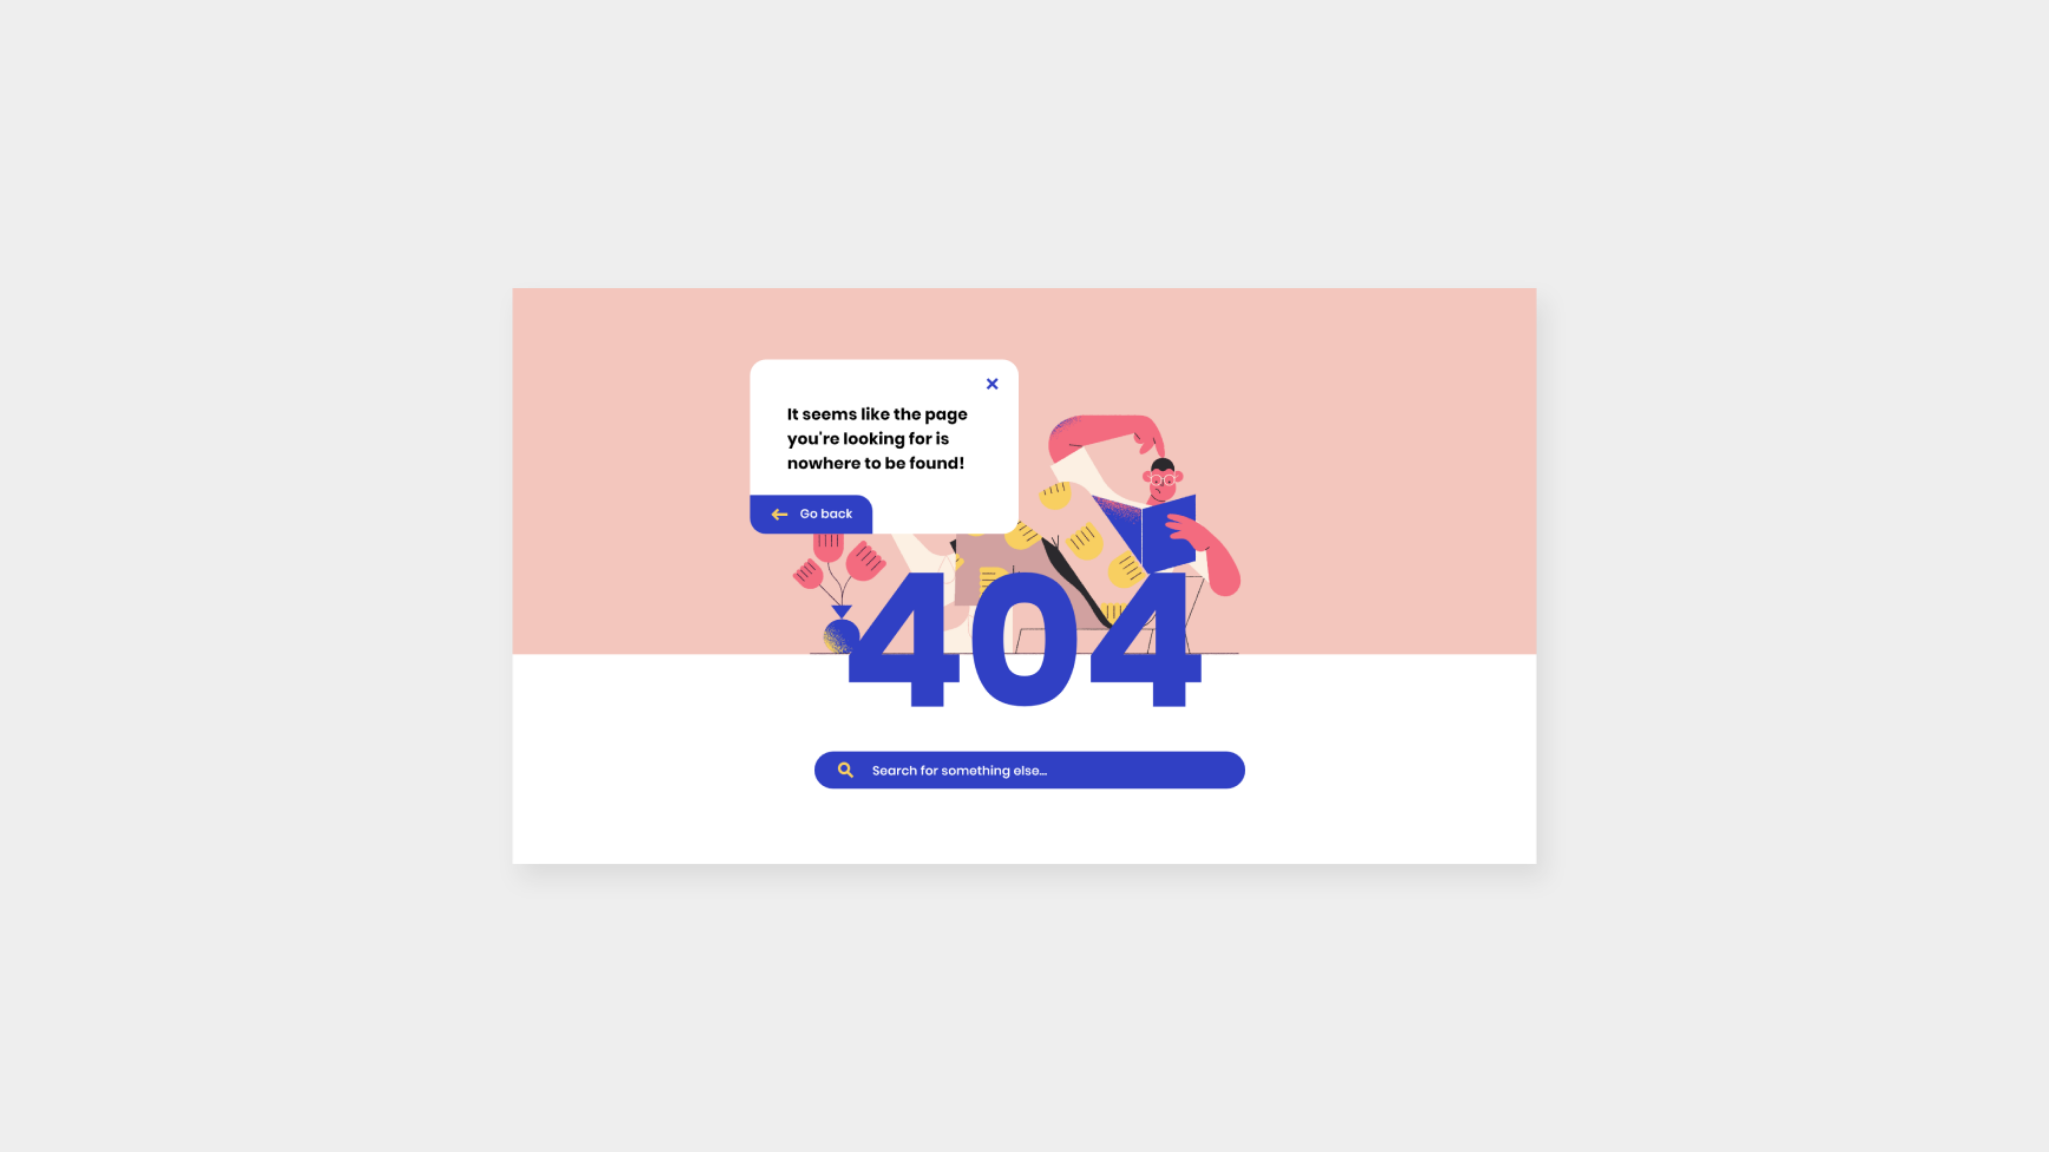 It seems like the page
you're looking for is
nowhere to be found!
Go back
404
Search for something else...